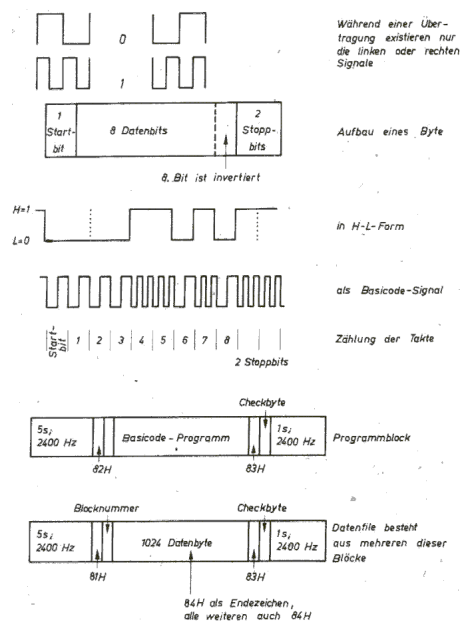 0
1
Während einer Über-
tragung existieren nur
die linken oder rechten
Signale
1
Start-
bit
8 Datenbits
2
Stopp-
bits
Aufbau eines Byte
8. Bit ist invertiert
H=1
L=0
in H-L-Form
als Basicode-Signal
Start-
bit
1 2 3 4 5 6 7 8
2 Stoppbits
Zählung der Takte
Checkbyte
5s,
2400 Hz
Basicode-Programm
1s,
2400 Hz
Programmblock
82H
83H
Blocknummer
Checkbyte
5s,
2400 Hz
1024 Datenbyte
1s,
2400 Hz
Datenfile besteht
aus mehreren dieser
Blöcke
81H
83H
84H als Endezeichen,
alle weiteren auch 84H